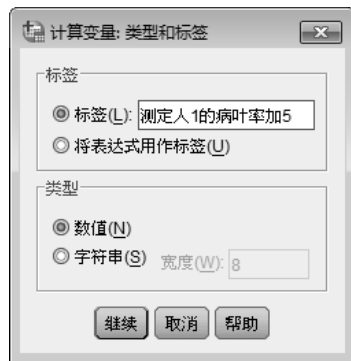 计算变量: 类型和标签
标签
标签(L): 测定人1的病叶率加5
将表达式用作标签(U)
类型
数值(N)
字符串(S) 宽度(W): 8
继续 取消 帮助